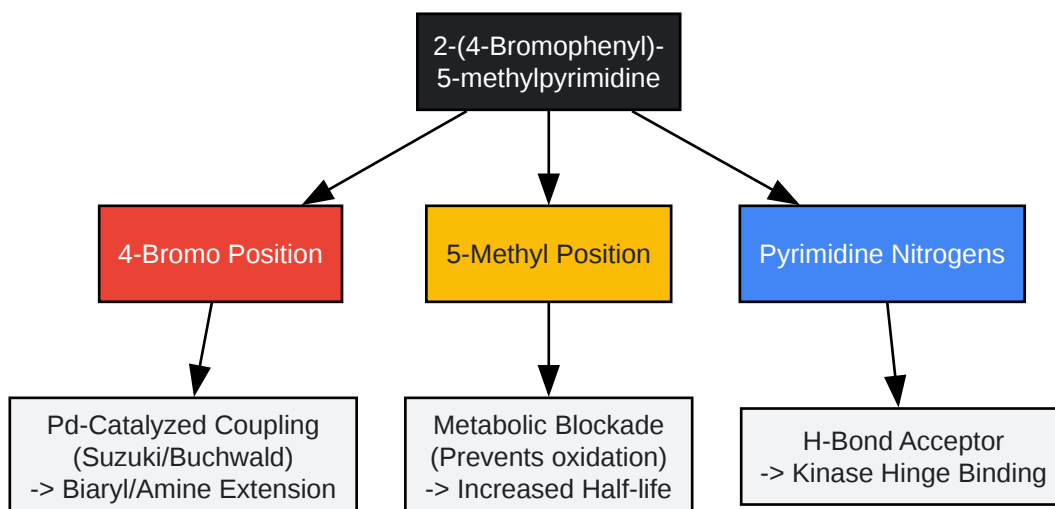 2-(4-Bromophenyl)-
5-methylpyrimidine
4-Bromo Position
5-Methyl Position
Pyrimidine Nitrogens
Pd-Catalyzed Coupling
(Suzuki/Buchwald)
-> Biaryl/Amine Extension
Metabolic Blockade
(Prevents oxidation)
-> Increased Half-life
H-Bond Acceptor
-> Kinase Hinge Binding